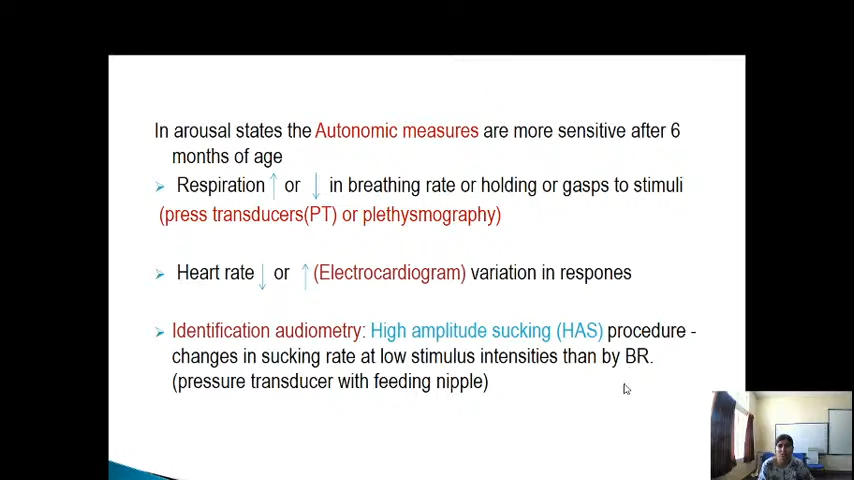 In arousal states the Autonomic measures are more sensitive after 6
months of age
➢ Respiration ↑ or ↓ in breathing rate or holding or gasps to stimuli
(press transducers(PT) or plethysmography)
➢ Heart rate ↓ or ↑ (Electrocardiogram) variation in respones
➢ Identification audiometry: High amplitude sucking (HAS) procedure -
changes in sucking rate at low stimulus intensities than by BR.
(pressure transducer with feeding nipple)